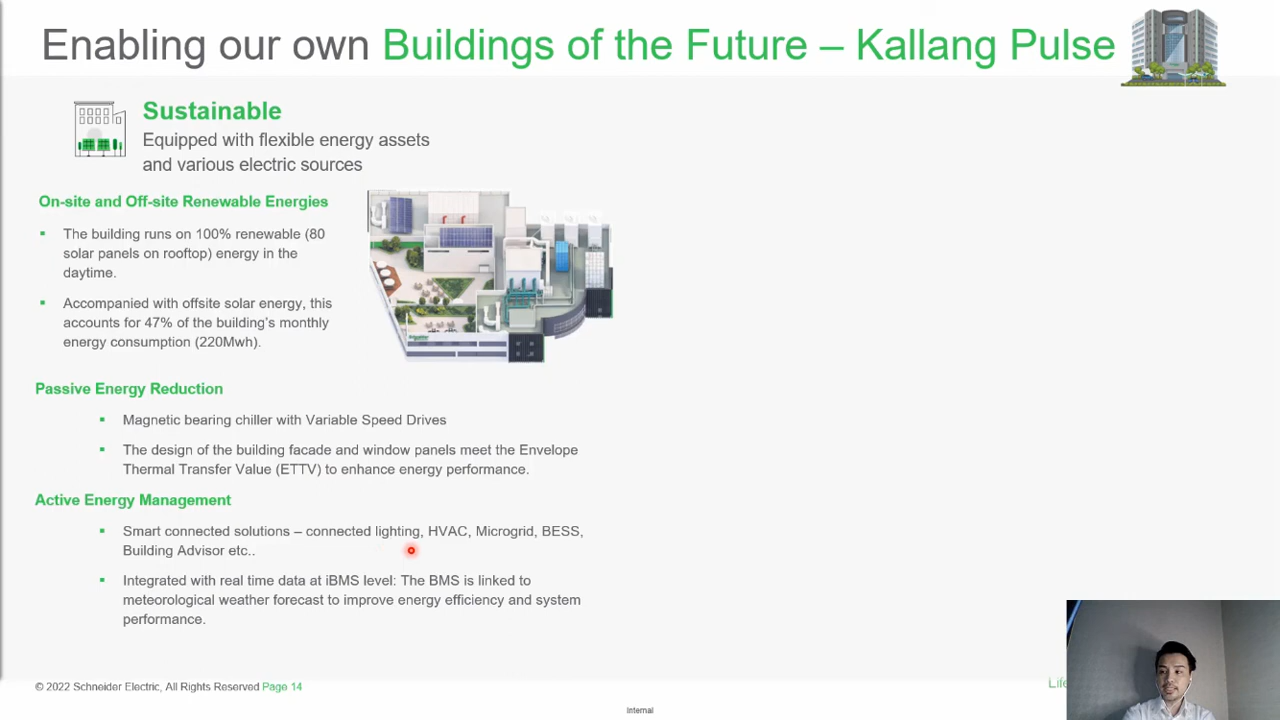 Enabling our own Buildings of the Future – Kallang Pulse
Sustainable
Equipped with flexible energy assets
and various electric sources
On-site and Off-site Renewable Energies
▪ The building runs on 100% renewable (80
solar panels on rooftop) energy in the
daytime.
▪ Accompanied with offsite solar energy, this
accounts for 47% of the building's monthly
energy consumption (220Mwh).
Passive Energy Reduction
▪ Magnetic bearing chiller with Variable Speed Drives
▪ The design of the building facade and window panels meet the Envelope
Thermal Transfer Value (ETTV) to enhance energy performance.
Active Energy Management
▪ Smart connected solutions – connected lighting, HVAC, Microgrid, BESS,
Building Advisor etc..
▪ Integrated with real time data at iBMS level: The BMS is linked to
meteorological weather forecast to improve energy efficiency and system
performance.
© 2022 Schneider Electric, All Rights Reserved Page 14
Internal